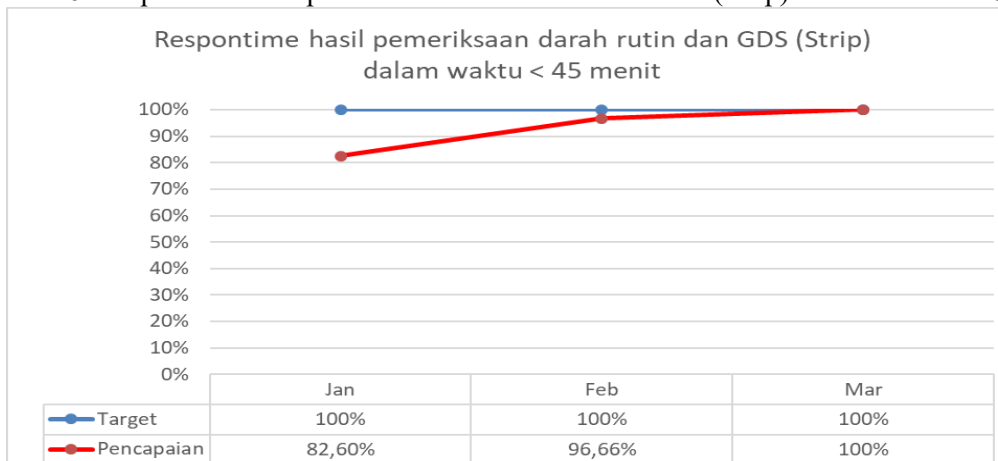 Respontime hasil pemeriksaan darah rutin dan GDS (Strip)
dalam waktu < 45 menit
100%
90%
80%
70%
60%
50%
40%
30%
20%
10%
0%
Jan Feb Mar
Target 100% 100% 100%
Pencapaian 82,60% 96,66% 100%